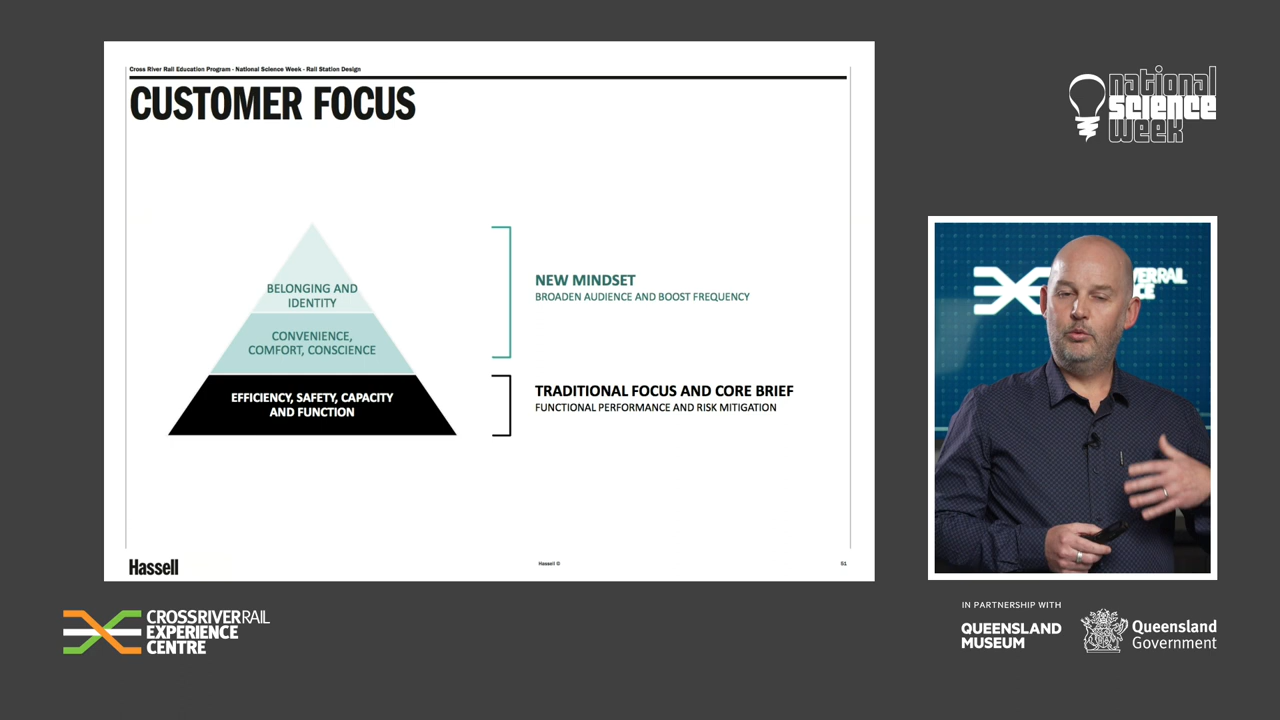 Cross River Rail Education Program - National Science Week - Rail Station Design
CUSTOMER FOCUS
BELONGING AND
IDENTITY
CONVENIENCE,
COMFORT, CONSCIENCE
EFFICIENCY, SAFETY, CAPACITY
AND FUNCTION
NEW MINDSET
BROADEN AUDIENCE AND BOOST FREQUENCY
TRADITIONAL FOCUS AND CORE BRIEF
FUNCTIONAL PERFORMANCE AND RISK MITIGATION
Hassell
Hassell ©
51
national
science
week
CROSSRIVERRAIL
EXPERIENCE
CENTRE
IN PARTNERSHIP WITH
QUEENSLAND
MUSEUM
Queensland
Government